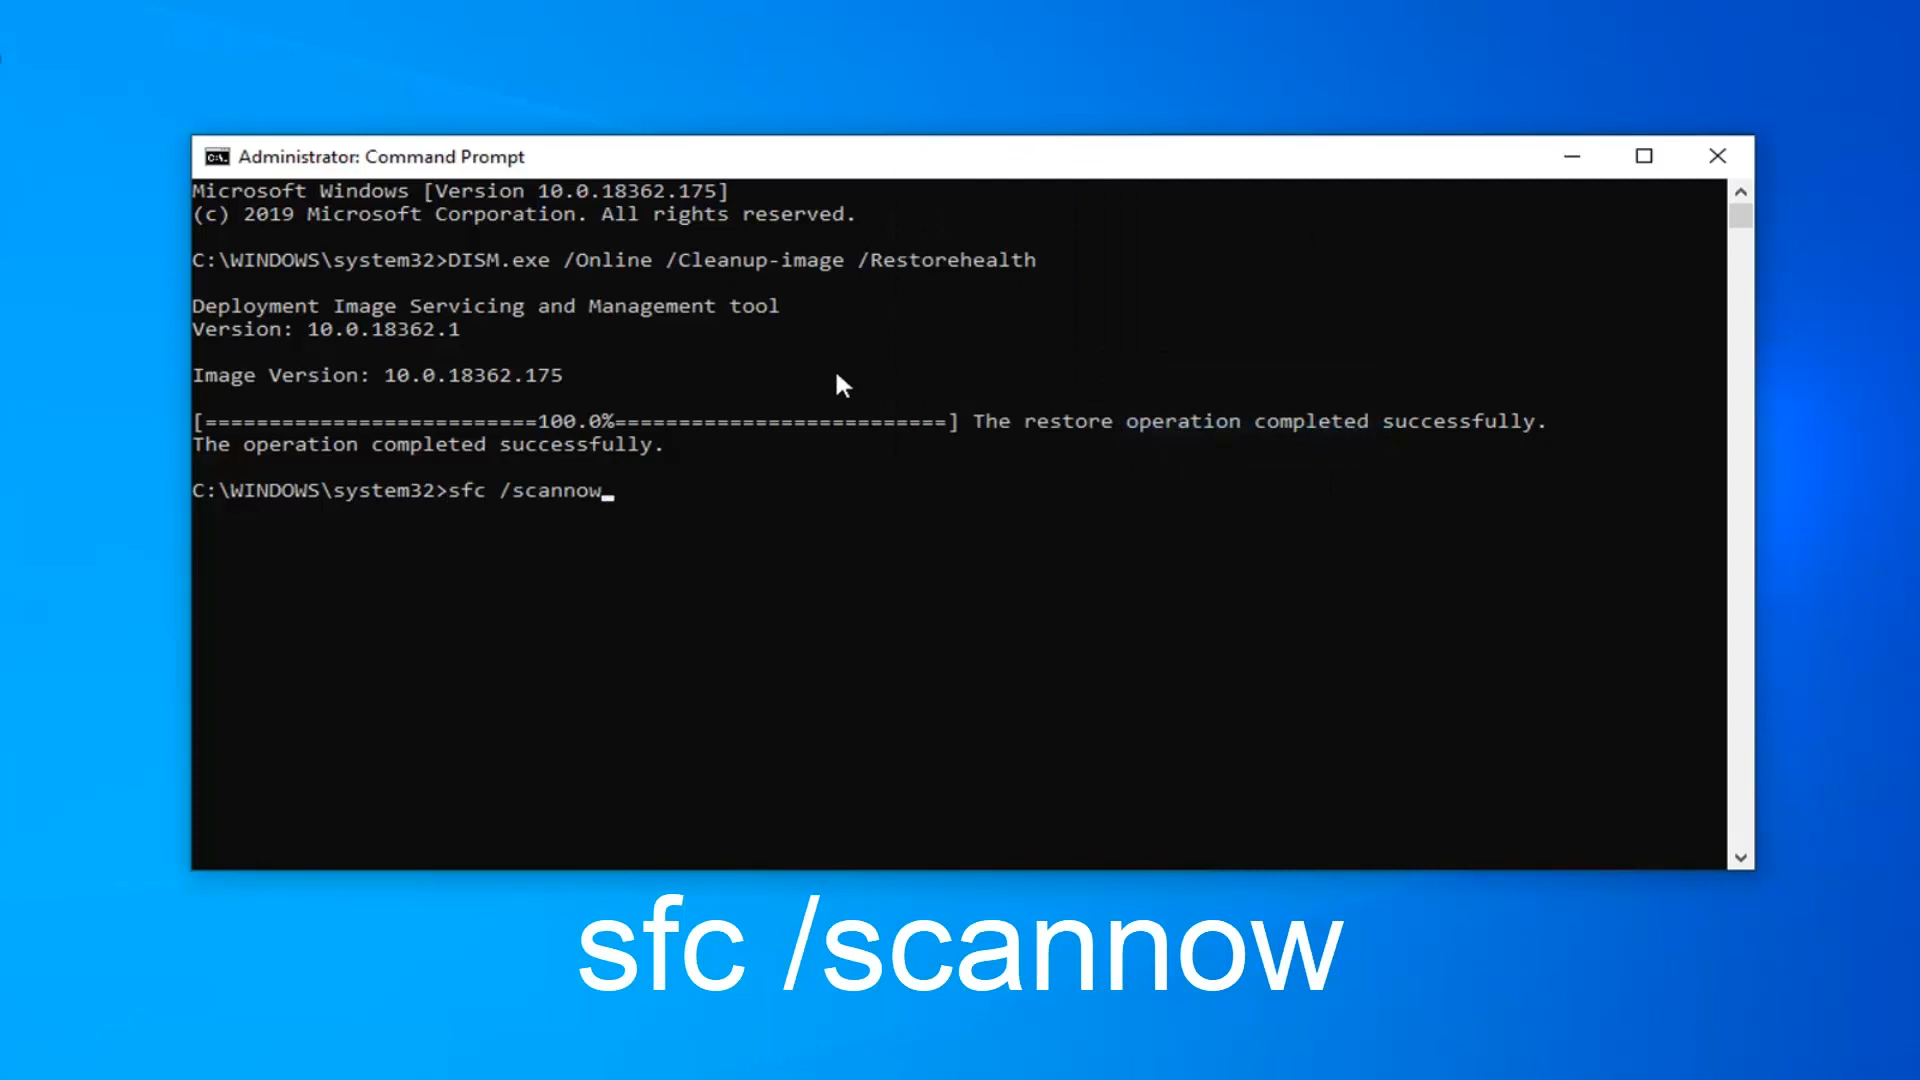 Administrator: Command Prompt
Microsoft Windows [Version 10.0.18362.175]
(c) 2019 Microsoft Corporation. All rights reserved.
C:\WINDOWS\system32>DISM.exe /Online /Cleanup-image /Restorehealth
Deployment Image Servicing and Management tool
Version: 10.0.18362.1
Image Version: 10.0.18362.175
[==========================100.0%==========================] The restore operation completed successfully.
The operation completed successfully.
C:\WINDOWS\system32>sfc /scannow
sfc /scannow